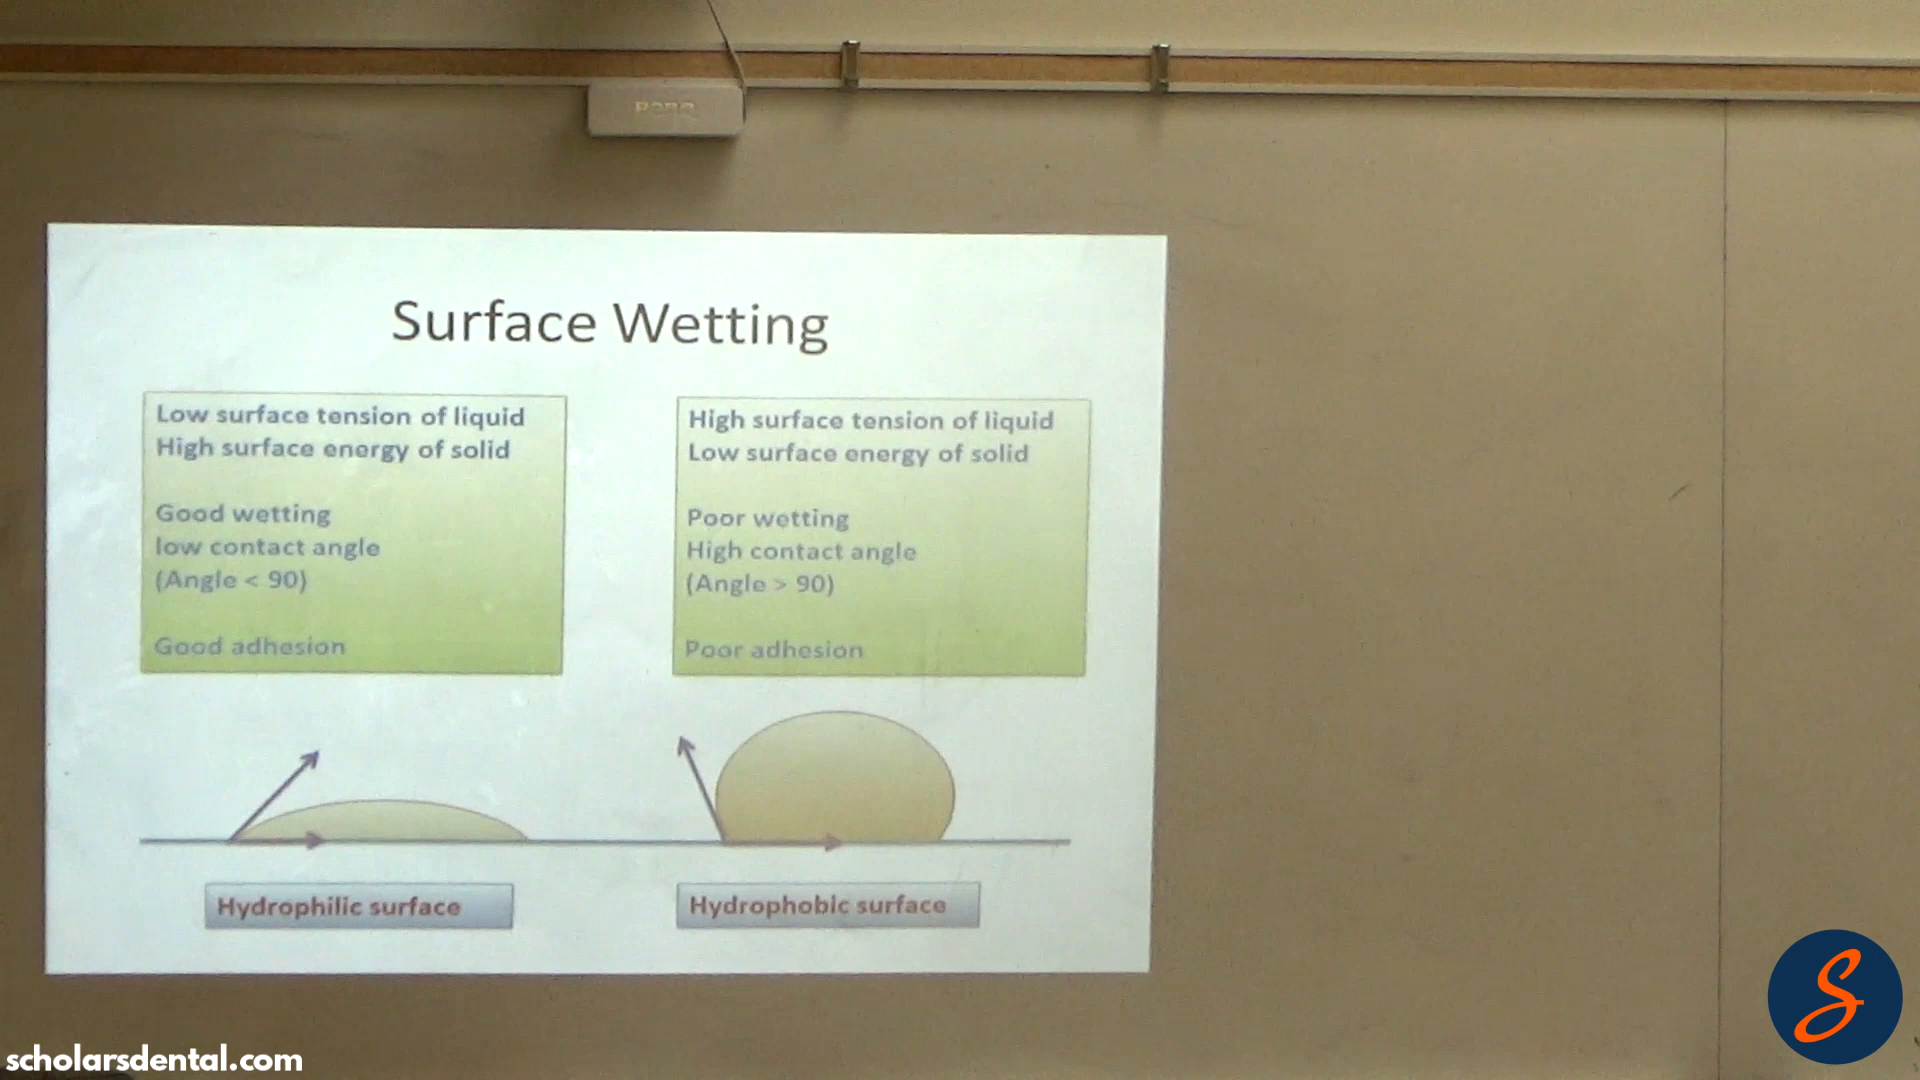 Surface Wetting
Low surface tension of liquid
High surface energy of solid
Good wetting
low contact angle
(Angle < 90)
Good adhesion
High surface tension of liquid
Low surface energy of solid
Poor wetting
High contact angle
(Angle > 90)
Poor adhesion
Hydrophilic surface
Hydrophobic surface
S
scholarsdental.com